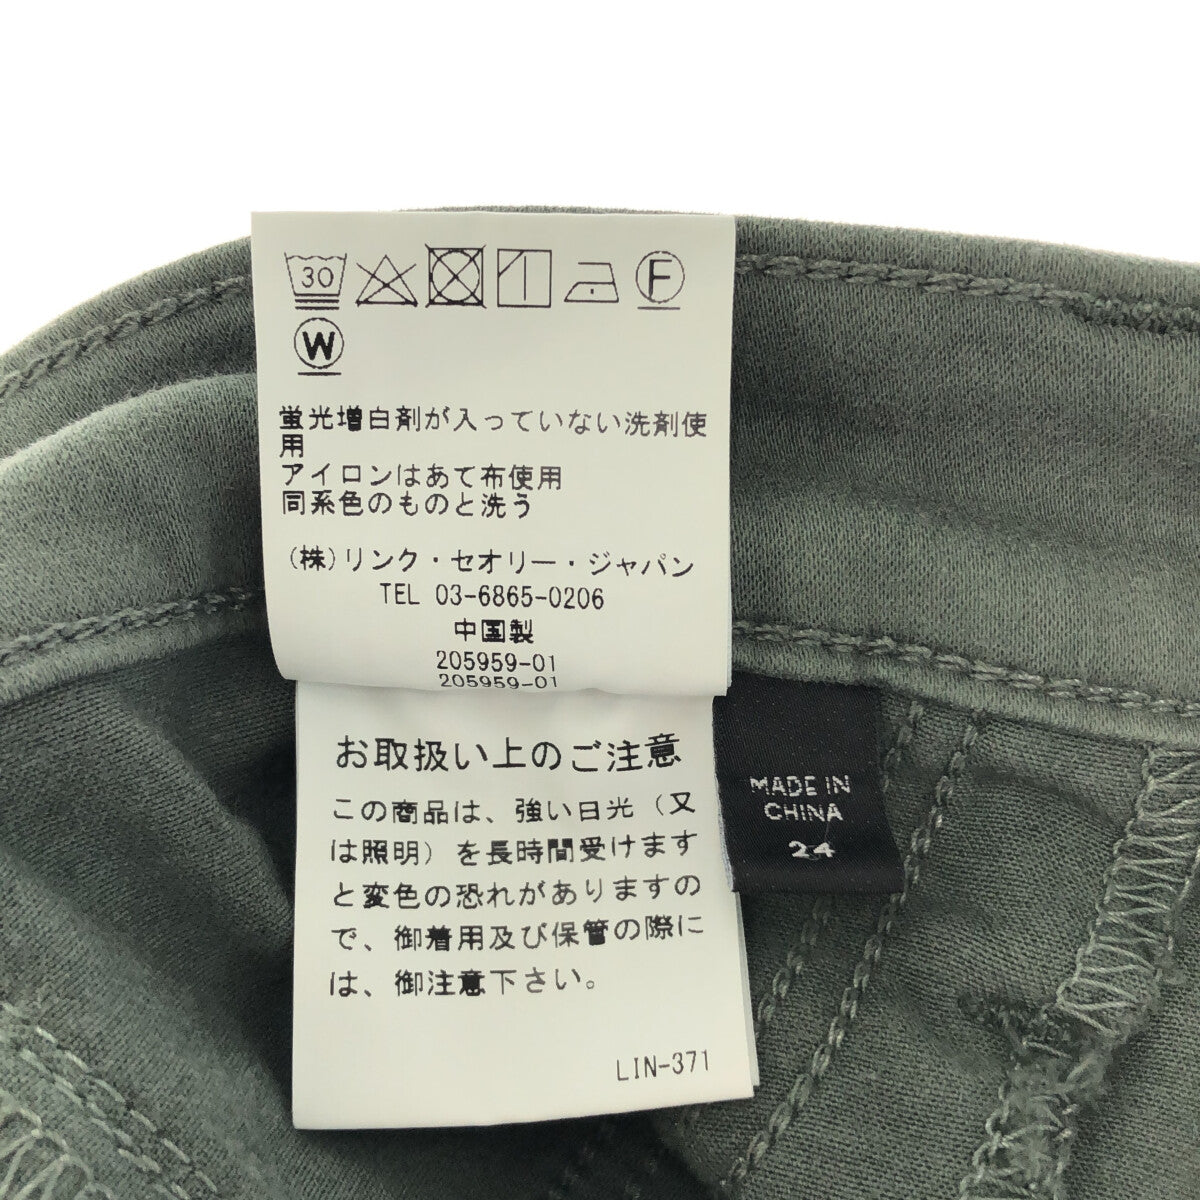 30
F
W
蛍光増白剤が入っていない洗剤使
用
アイロンはあて布使用
同系色のものと洗う
(株)リンク・セオリー・ジャパン
TEL 03-6865-0206
中国製
205959-01
205959-01
お取扱い上のご注意
この商品は、強い日光（又
は照明）を長時間受けます
と変色の恐れがありますの
で、御着用及び保管の際に
は、御注意下さい。
LIN-371
MADE IN
CHINA
24